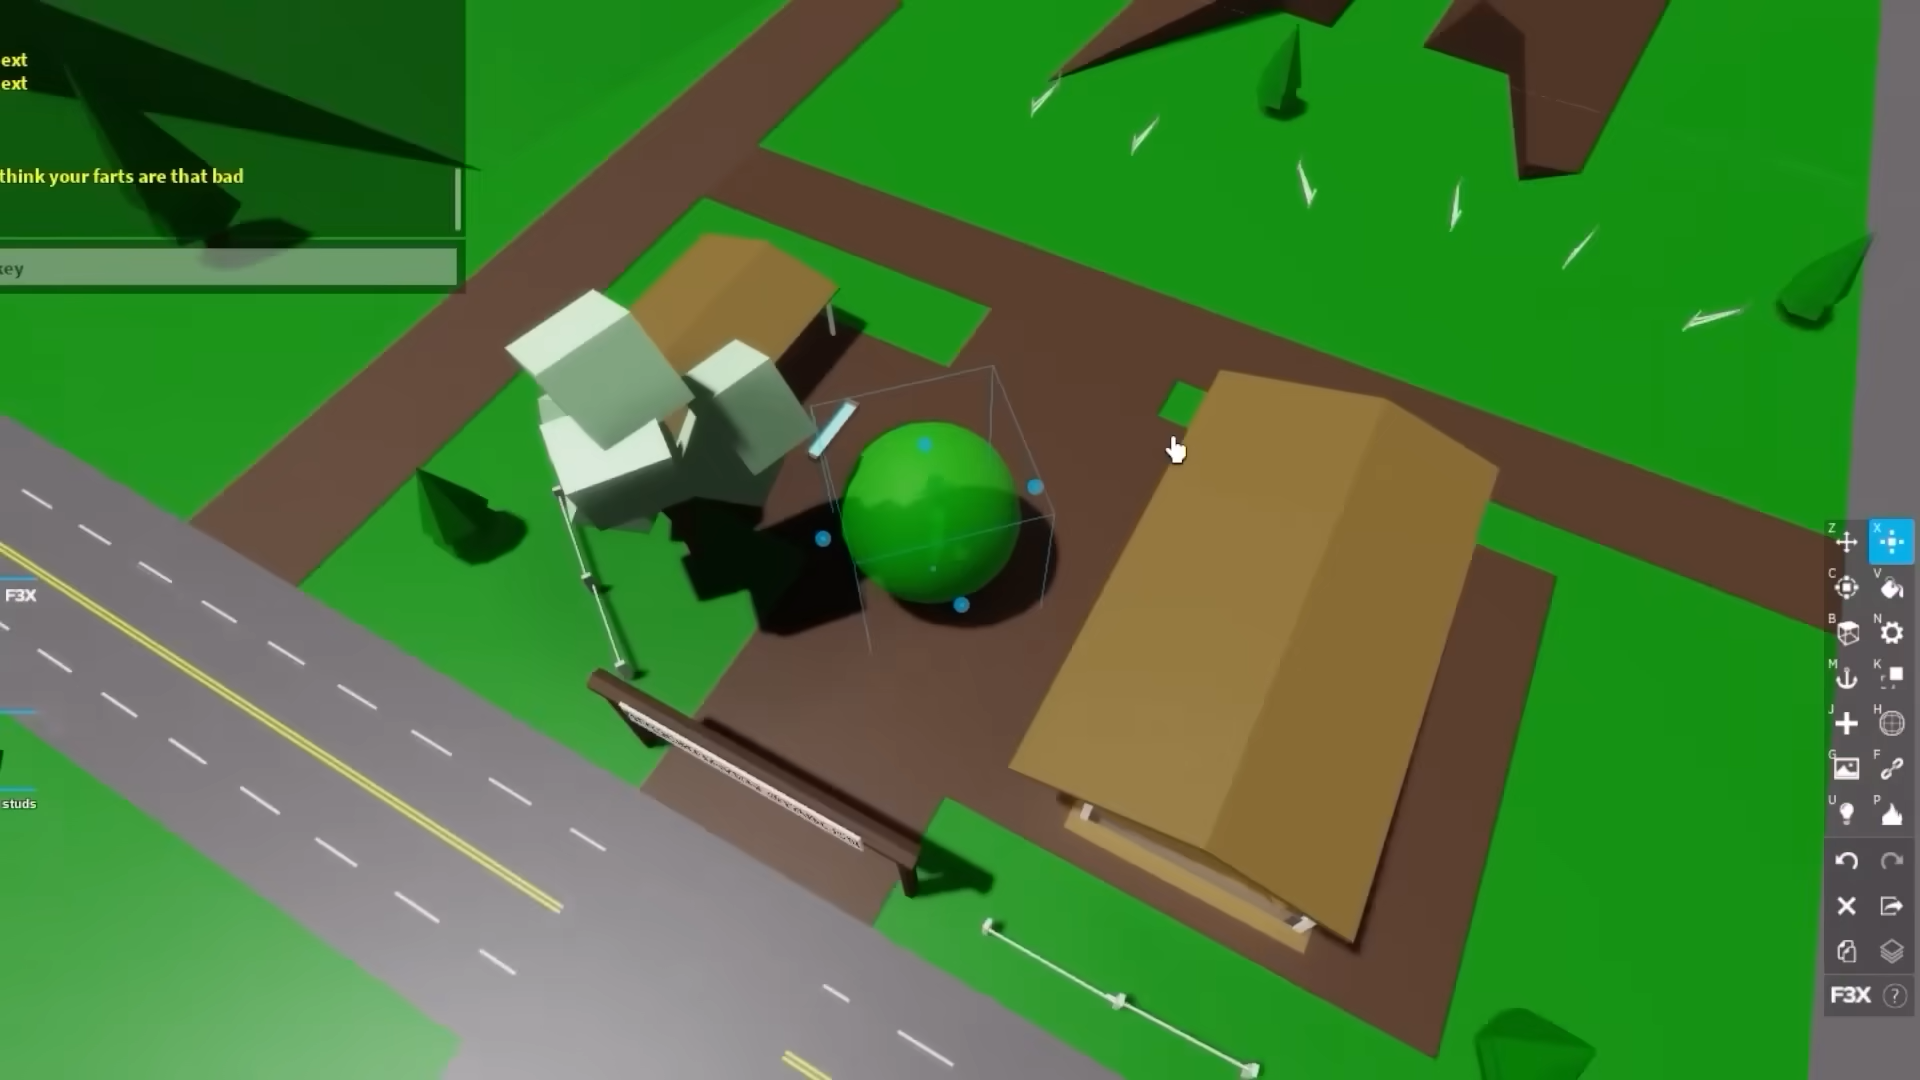 ext
ext
think your farts are that bad
key
Z
X
C
V
F3X
B
N
M
K
J
H
G
F
studs
U
P
F3X
?